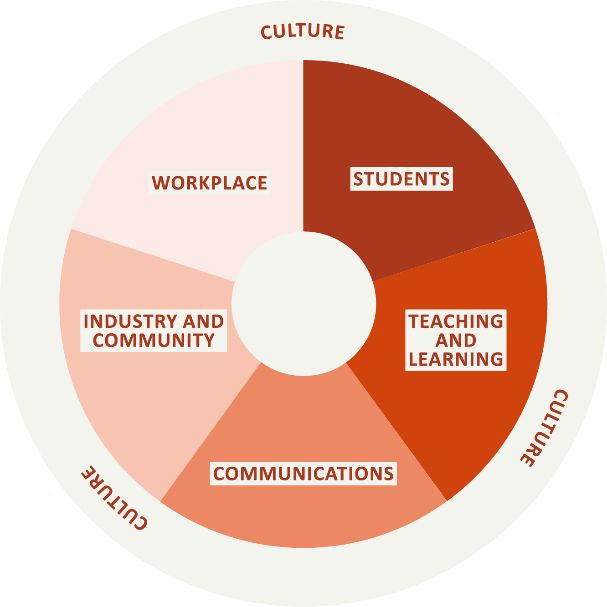 CULTURE
WORKPLACE
STUDENTS
INDUSTRY AND
COMMUNITY
TEACHING
AND
LEARNING
COMMUNICATIONS
CULTURE
CULTURE